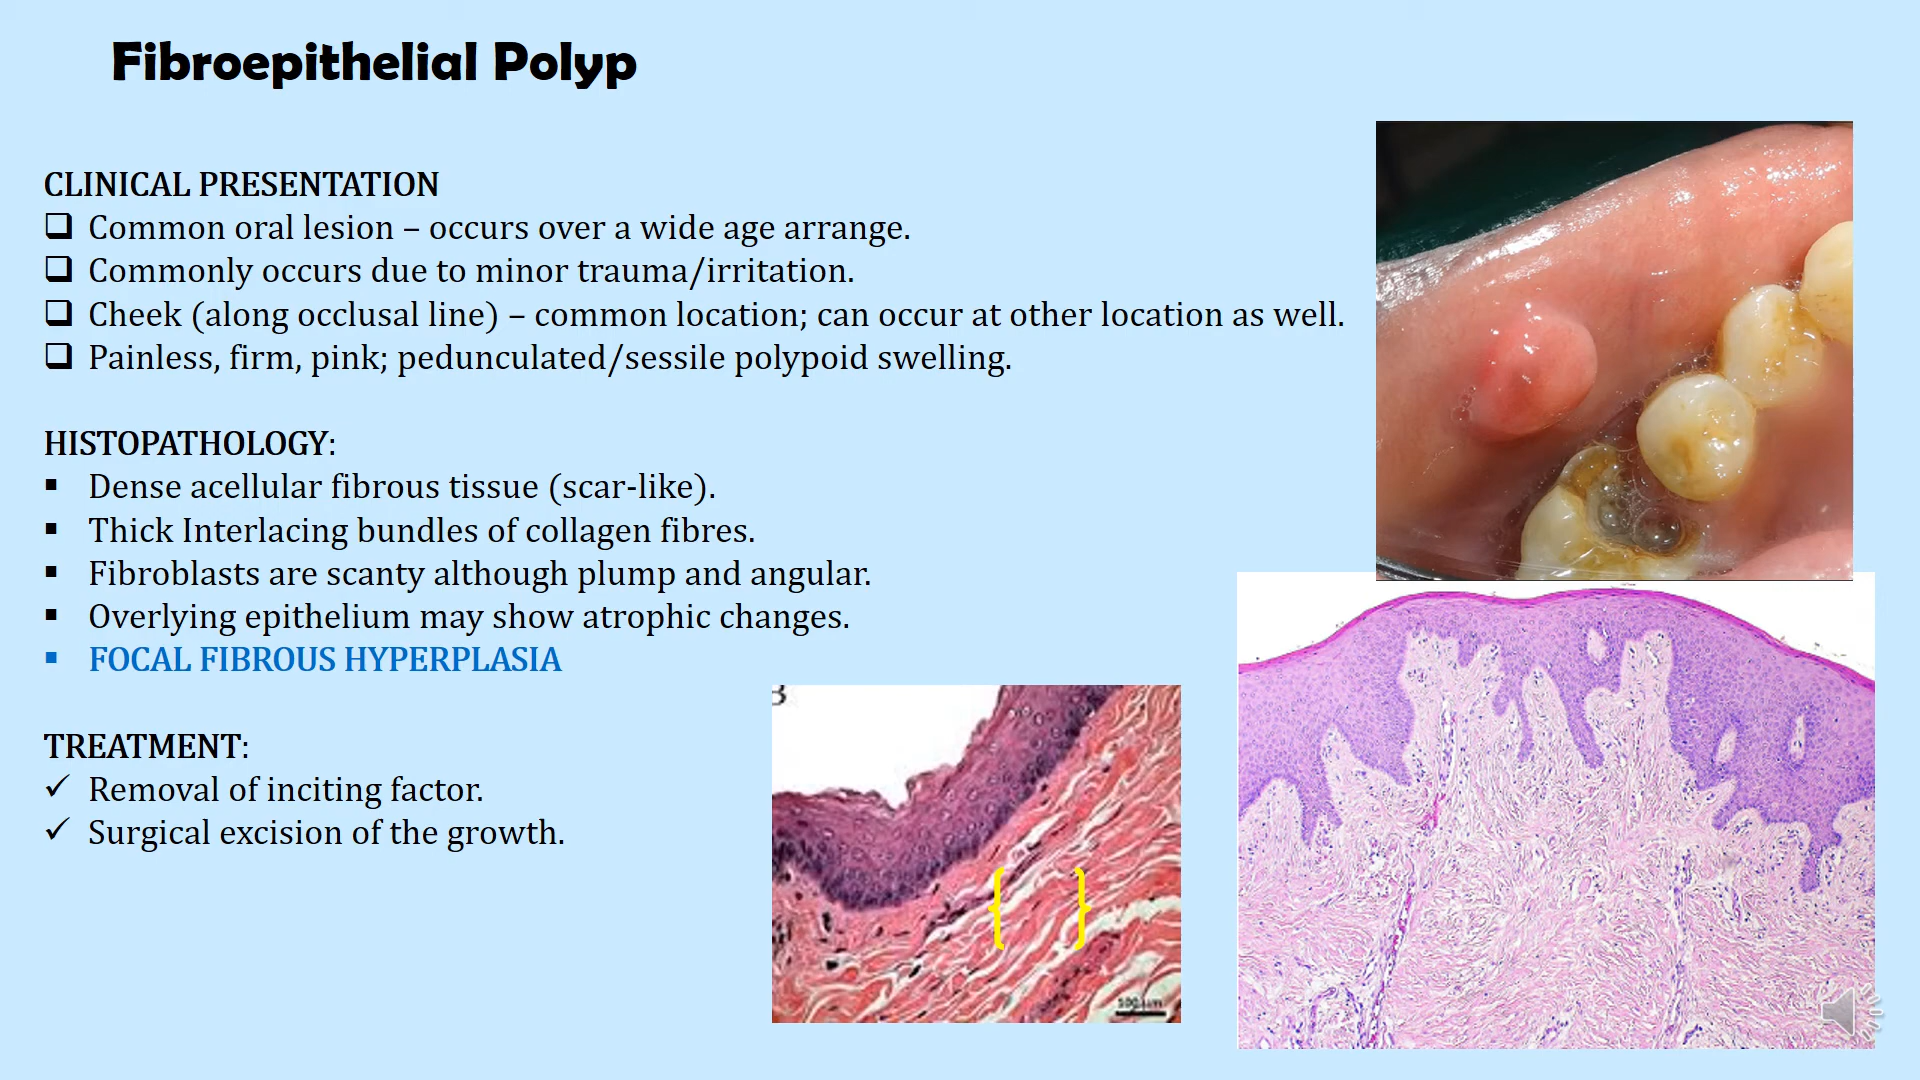 Fibroepithelial Polyp
CLINICAL PRESENTATION
❑ Common oral lesion – occurs over a wide age arrange.
❑ Commonly occurs due to minor trauma/irritation.
❑ Cheek (along occlusal line) – common location; can occur at other location as well.
❑ Painless, firm, pink; pedunculated/sessile polypoid swelling.
HISTOPATHOLOGY:
▪ Dense acellular fibrous tissue (scar-like).
▪ Thick Interlacing bundles of collagen fibres.
▪ Fibroblasts are scanty although plump and angular.
▪ Overlying epithelium may show atrophic changes.
▪ FOCAL FIBROUS HYPERPLASIA
TREATMENT:
✓ Removal of inciting factor.
✓ Surgical excision of the growth.
{ }
100 µm